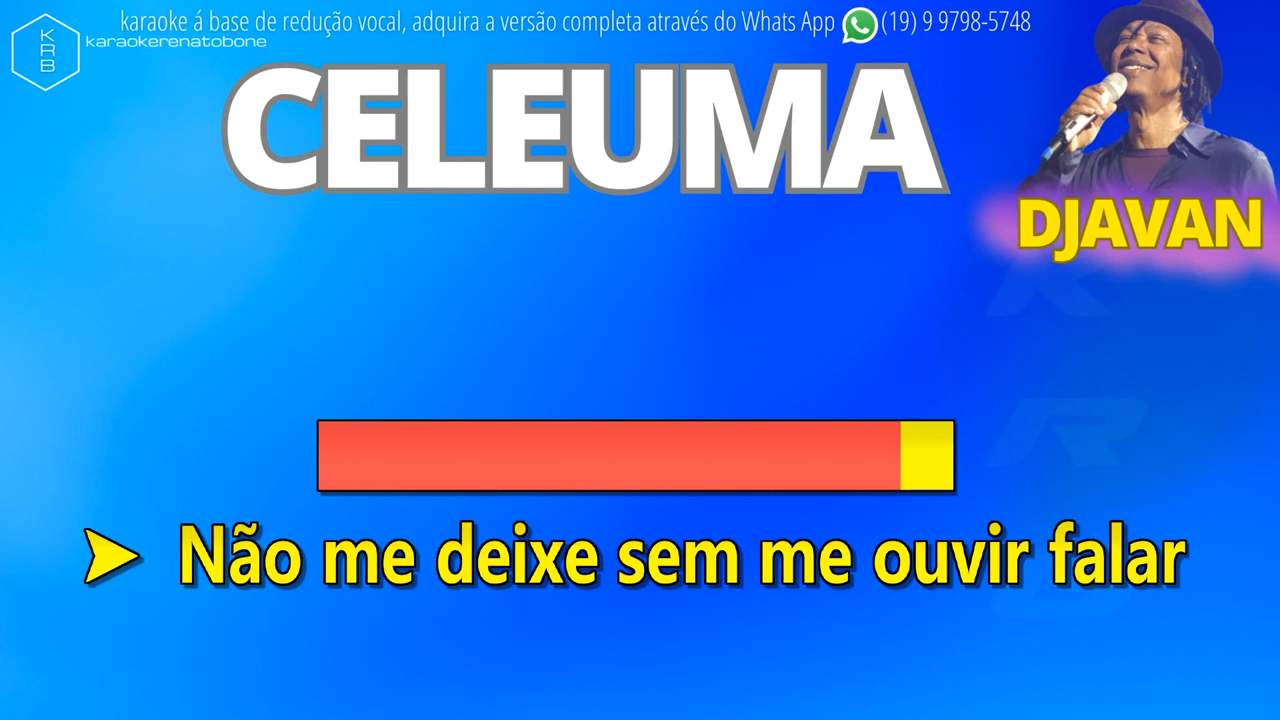 karaoke á base de redução vocal, adquira a versão completa através do Whats App (19) 9 9798-5748
KRB
karaokerenatobone
CELEUMA
DJAVAN
K
R
➤ Não me deixe sem me ouvir falar